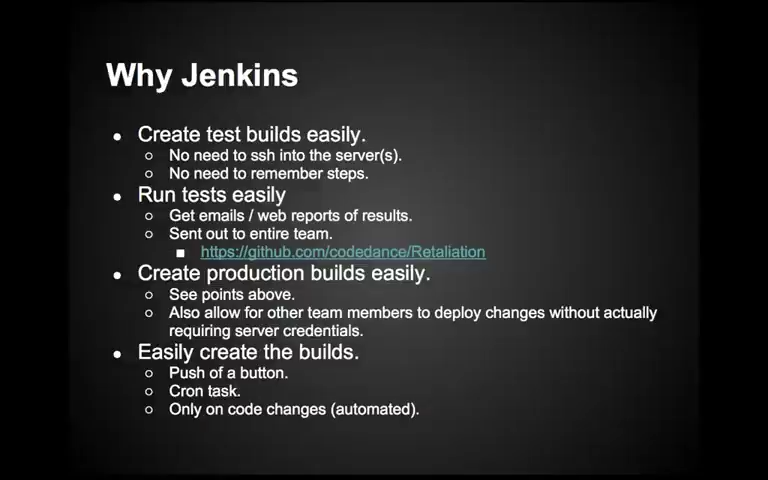 Why Jenkins
● Create test builds easily.
○ No need to ssh into the server(s).
○ No need to remember steps.
● Run tests easily
○ Get emails / web reports of results.
○ Sent out to entire team.
■ https://github.com/codedance/Retaliation
● Create production builds easily.
○ See points above.
○ Also allow for other team members to deploy changes without actually
requiring server credentials.
● Easily create the builds.
○ Push of a button.
○ Cron task.
○ Only on code changes (automated).